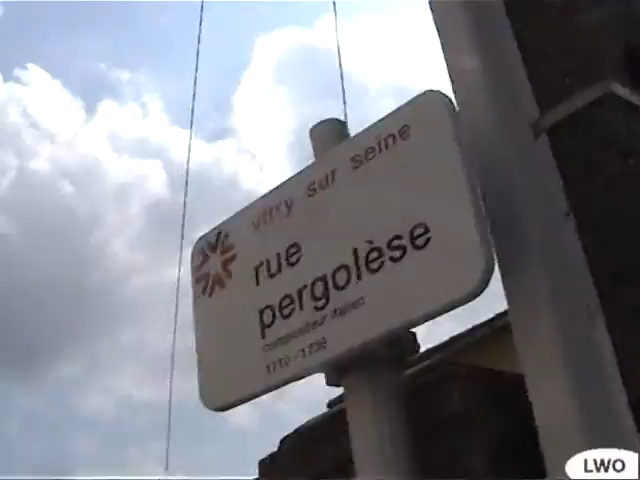 vitry sur seine
rue
pergolèse
compositeur italien
1710 - 1736
LWO